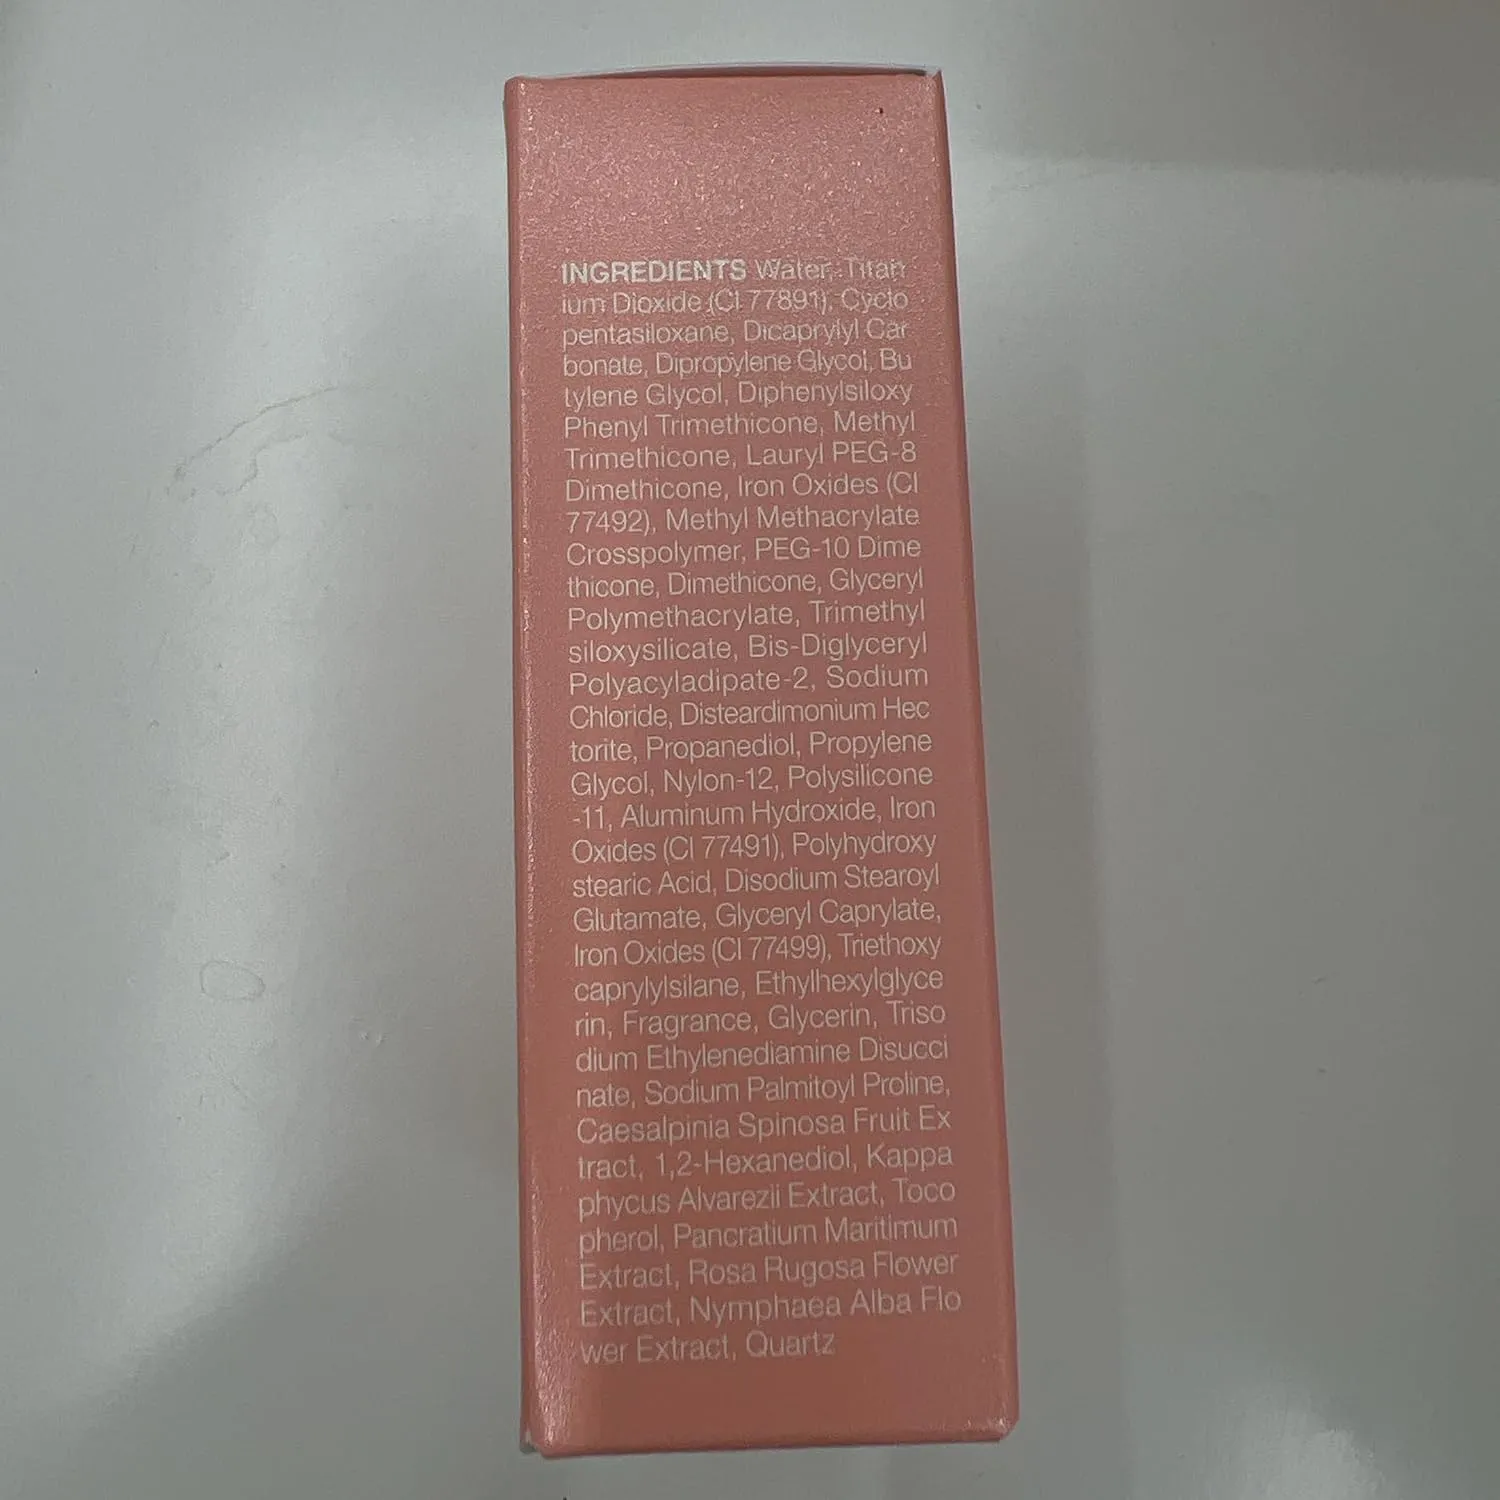 INGREDIENTS Water, Titan
ium Dioxide (CI 77891), Cyclo
pentasiloxane, Dicaprylyl Car
bonate, Dipropylene Glycol, Bu
tylene Glycol, Diphenylsiloxy
Phenyl Trimethicone, Methyl
Trimethicone, Lauryl PEG-8
Dimethicone, Iron Oxides (CI
77492), Methyl Methacrylate
Crosspolymer, PEG-10 Dime
thicone, Dimethicone, Glyceryl
Polymethacrylate, Trimethyl
siloxysilicate, Bis-Diglyceryl
Polyacyladipate-2, Sodium
Chloride, Disteardimonium Hec
torite, Propanediol, Propylene
Glycol, Nylon-12, Polysilicone
-11, Aluminum Hydroxide, Iron
Oxides (CI 77491), Polyhydroxy
stearic Acid, Disodium Stearoyl
Glutamate, Glyceryl Caprylate,
Iron Oxides (CI 77499), Triethoxy
caprylylsilane, Ethylhexylglyce
rin, Fragrance, Glycerin, Triso
dium Ethylenediamine Disucci
nate, Sodium Palmitoyl Proline,
Caesalpinia Spinosa Fruit Ex
tract, 1,2-Hexanediol, Kappa
phycus Alvarezii Extract, Toco
pherol, Pancratium Maritimum
Extract, Rosa Rugosa Flower
Extract, Nymphaea Alba Flo
wer Extract, Quartz